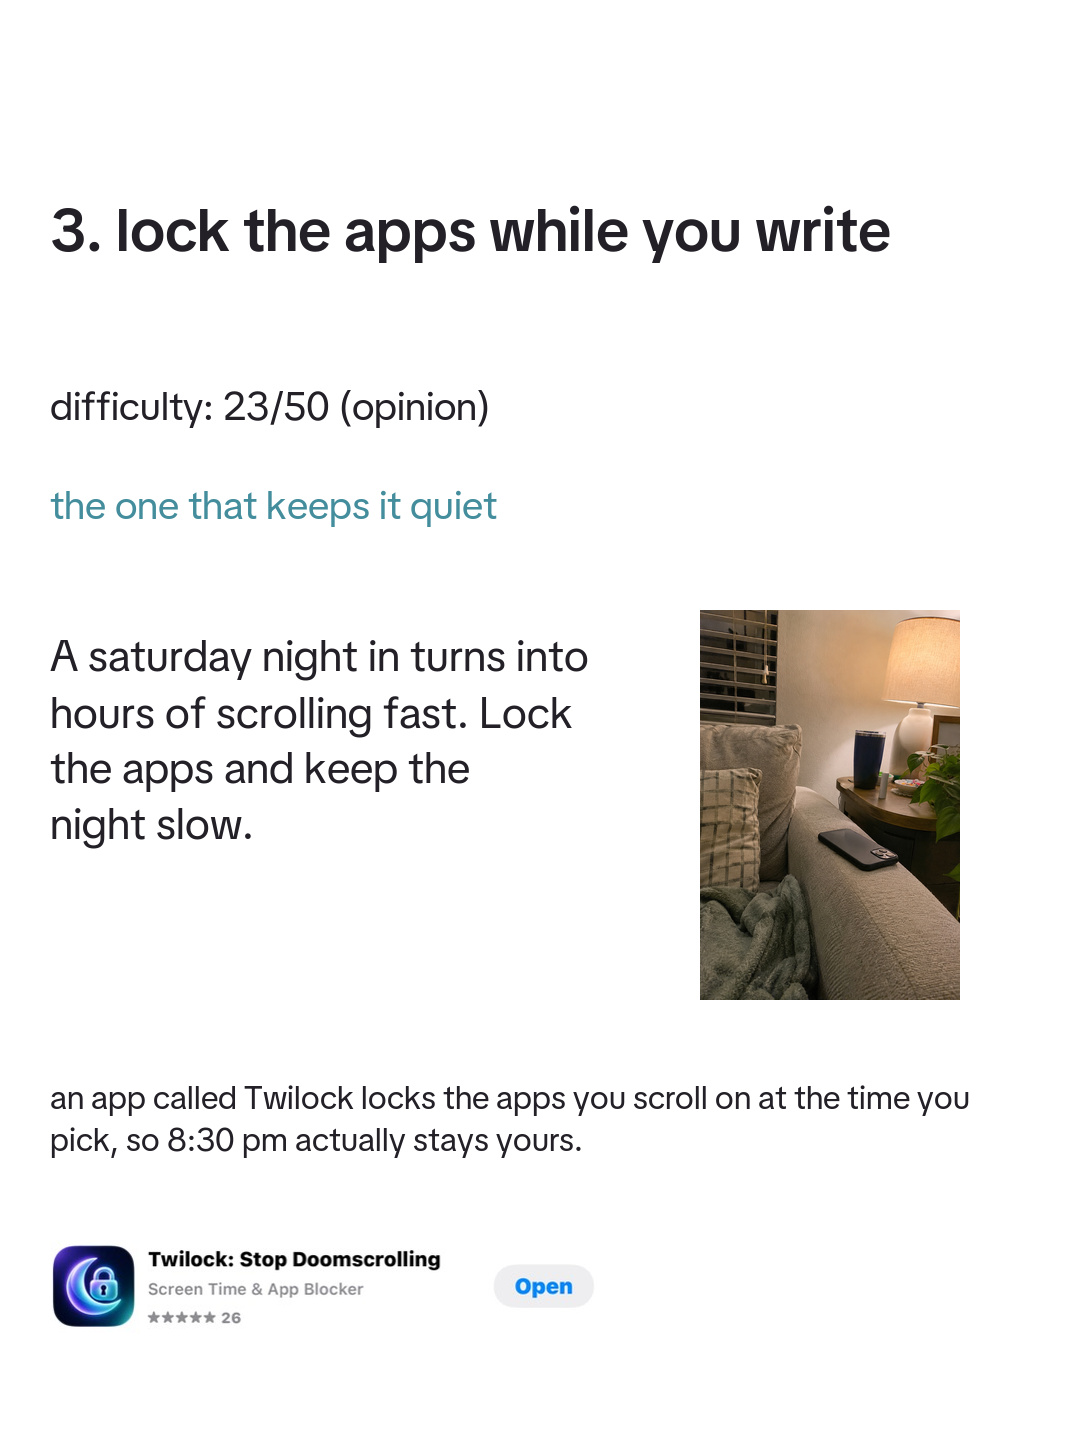 3. lock the apps while you write
difficulty: 23/50 (opinion)
the one that keeps it quiet
A saturday night in turns into
hours of scrolling fast. Lock
the apps and keep the
night slow.
an app called Twilock locks the apps you scroll on at the time you
pick, so 8:30 pm actually stays yours.
Twilock: Stop Doomscrolling
Screen Time & App Blocker
★★★★★ 26
Open